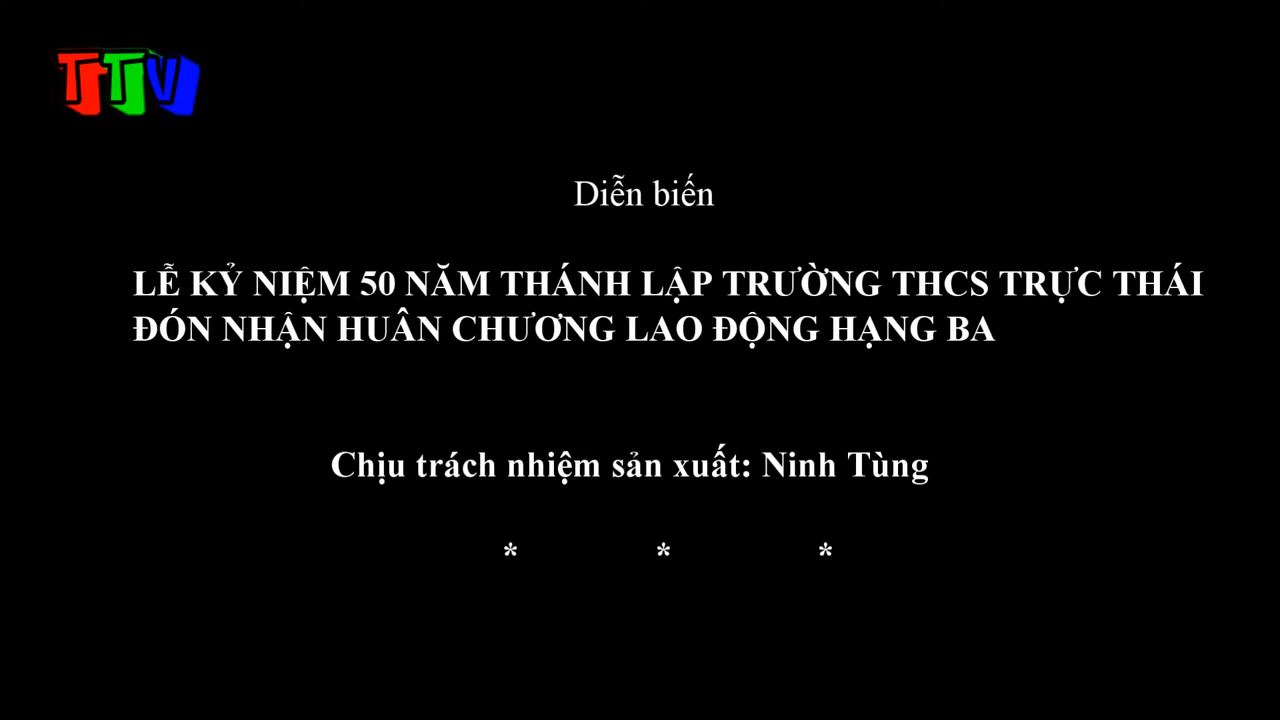 TTV
Diễn biến
LỄ KỶ NIỆM 50 NĂM THÁNH LẬP TRƯỜNG THCS TRỰC THÁI
ĐÓN NHẬN HUÂN CHƯƠNG LAO ĐỘNG HẠNG BA
Chịu trách nhiệm sản xuất: Ninh Tùng
* * *